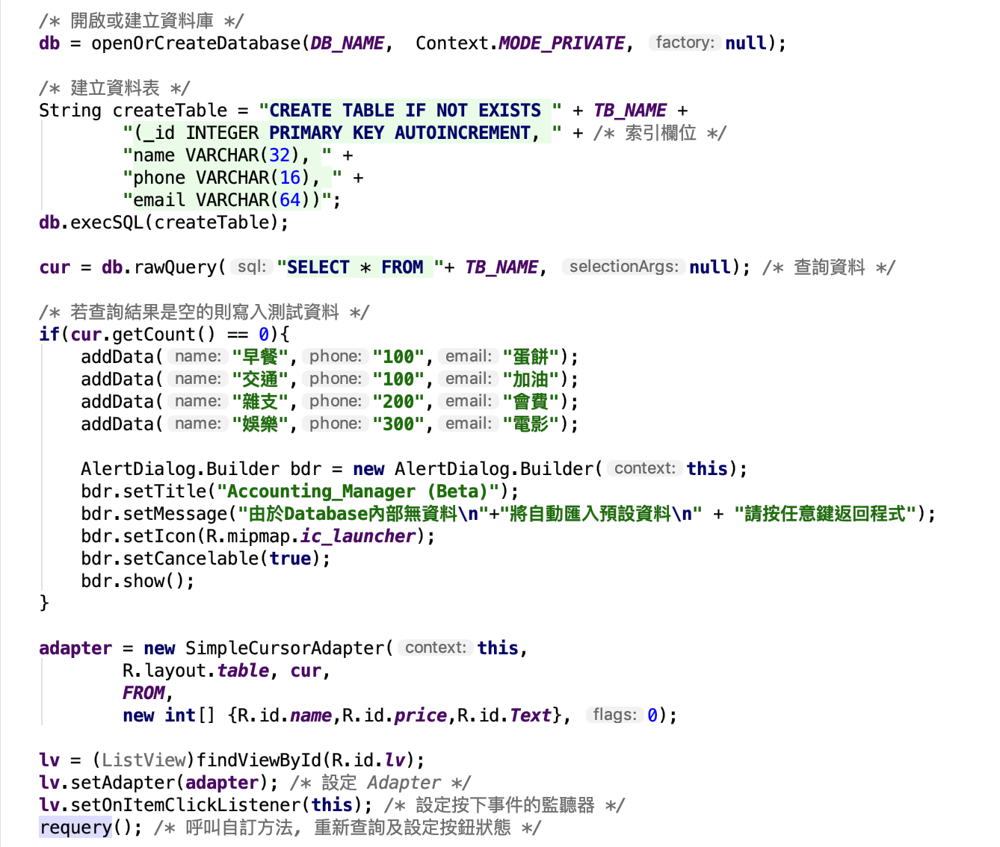 /* 開啟或建立資料庫 */
db = openOrCreateDatabase(DB_NAME,  Context.MODE_PRIVATE, factory: null);
/* 建立資料表 */
String createTable = "CREATE TABLE IF NOT EXISTS " + TB_NAME +
"(_id INTEGER PRIMARY KEY AUTOINCREMENT, " + /* 索引欄位 */
"name VARCHAR(32), " +
"phone VARCHAR(16), " +
"email VARCHAR(64))";
db.execSQL(createTable);
cur = db.rawQuery( sql: "SELECT * FROM "+ TB_NAME, selectionArgs: null); /* 查詢資料 */
/* 若查詢結果是空的則寫入測試資料 */
if(cur.getCount() == 0){
addData( name: "早餐", phone: "100", email: "蛋餅");
addData( name: "交通", phone: "100", email: "加油");
addData( name: "雜支", phone: "200", email: "會費");
addData( name: "娛樂", phone: "300", email: "電影");
AlertDialog.Builder bdr = new AlertDialog.Builder( context: this);
bdr.setTitle("Accounting_Manager (Beta)");
bdr.setMessage("由於Database內部無資料\n"+"將自動匯入預設資料\n" + "請按任意鍵返回程式");
bdr.setIcon(R.mipmap.ic_launcher);
bdr.setCancelable(true);
bdr.show();
}
adapter = new SimpleCursorAdapter( context: this,
R.layout.table, cur,
FROM,
new int[] {R.id.name,R.id.price,R.id.Text}, flags: 0);
lv = (ListView)findViewById(R.id.lv);
lv.setAdapter(adapter); /* 設定 Adapter */
lv.setOnItemClickListener(this); /* 設定按下事件的監聽器 */
requery(); /* 呼叫自訂方法, 重新查詢及設定按鈕狀態 */